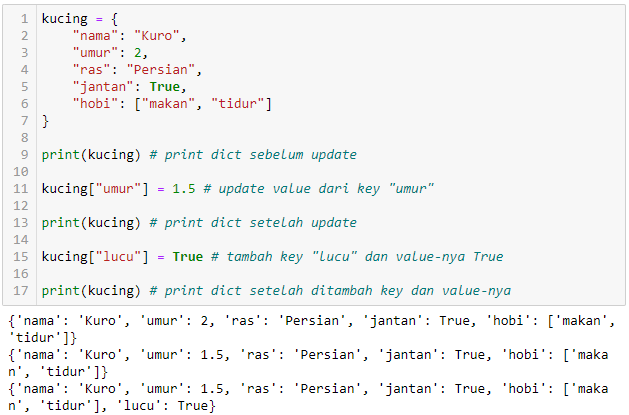 1 kucing = {
2     "nama": "Kuro",
3     "umur": 2,
4     "ras": "Persian",
5     "jantan": True,
6     "hobi": ["makan", "tidur"]
7 }
8
9 print(kucing) # print dict sebelum update
10
11 kucing["umur"] = 1.5 # update value dari key "umur"
12
13 print(kucing) # print dict setelah update
14
15 kucing["lucu"] = True # tambah key "lucu" dan value-nya True
16
17 print(kucing) # print dict setelah ditambah key dan value-nya
{'nama': 'Kuro', 'umur': 2, 'ras': 'Persian', 'jantan': True, 'hobi': ['makan',
'tidur']}
{'nama': 'Kuro', 'umur': 1.5, 'ras': 'Persian', 'jantan': True, 'hobi': ['maka
n', 'tidur']}
{'nama': 'Kuro', 'umur': 1.5, 'ras': 'Persian', 'jantan': True, 'hobi': ['maka
n', 'tidur'], 'lucu': True}